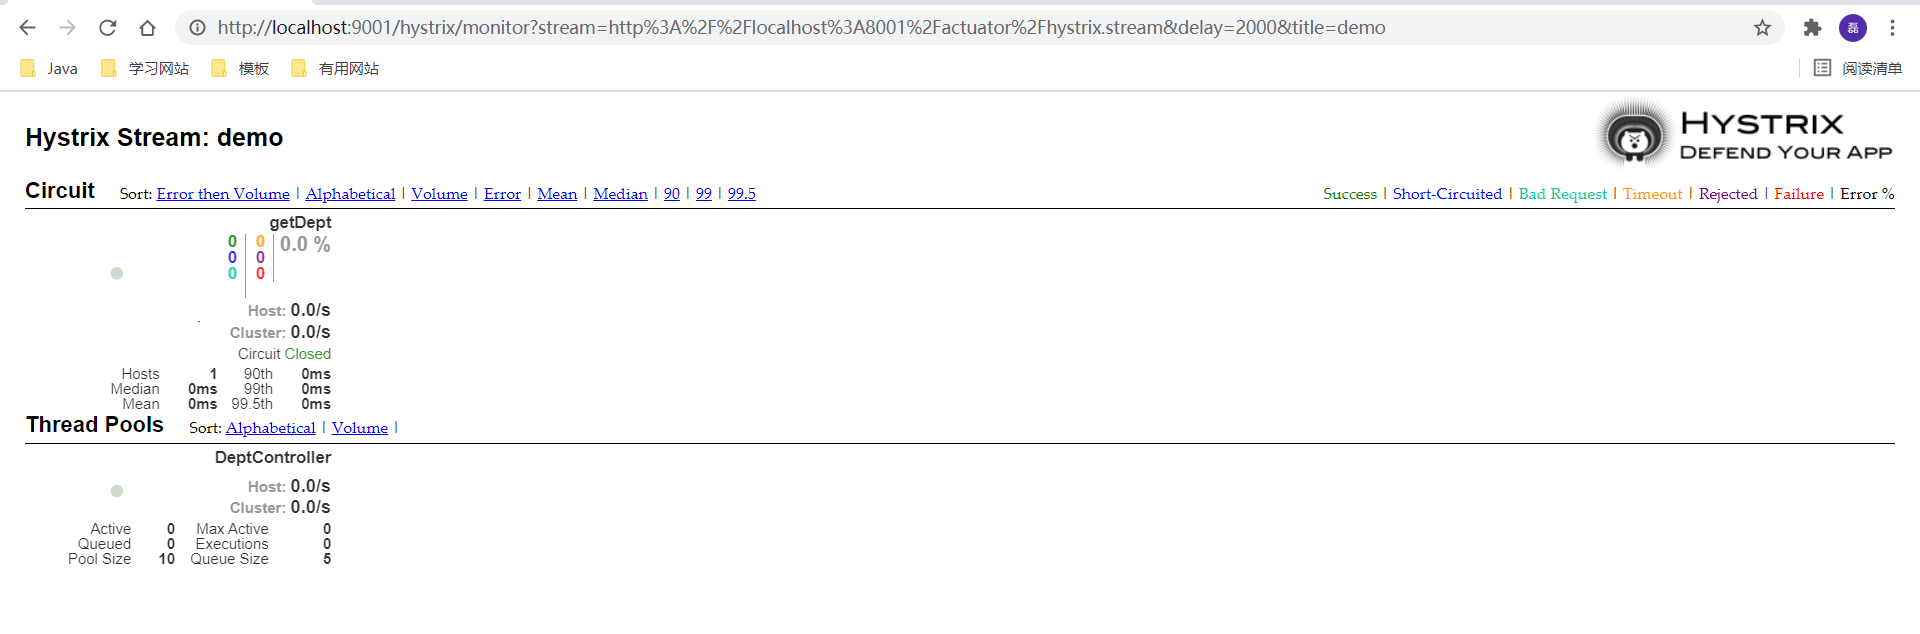 http://localhost:9001/hystrix/monitor?stream=http%3A%2F%2Flocalhost%3A8001%2Factuator%2Fhystrix.stream&delay=2000&title=demo
磊
Java 学习网站 模板 有用网站 阅读清单
HYSTRIX
DEFEND YOUR APP
Hystrix Stream: demo
Circuit Sort: Error then Volume | Alphabetical | Volume | Error | Mean | Median | 90 | 99 | 99.5 Success | Short-Circuited | Bad Request | Timeout | Rejected | Failure | Error %
getDept
0 0 0.0 %
0 0
0 0
Host: 0.0/s
Cluster: 0.0/s
Circuit Closed
Hosts 1 90th 0ms
Median 0ms 99th 0ms
Mean 0ms 99.5th 0ms
Thread Pools Sort: Alphabetical | Volume |
DeptController
Host: 0.0/s
Cluster: 0.0/s
Active 0 Max Active 0
Queued 0 Executions 0
Pool Size 10 Queue Size 5